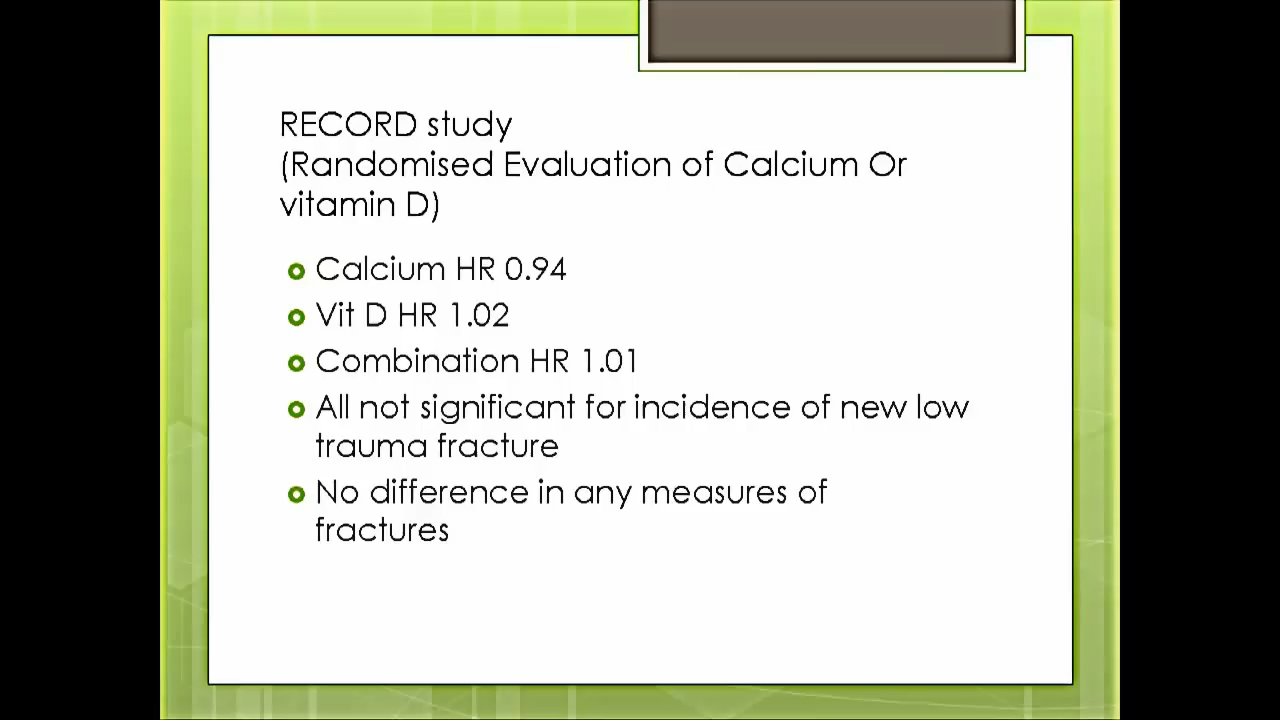 RECORD study
(Randomised Evaluation of Calcium Or
vitamin D)
Calcium HR 0.94
Vit D HR 1.02
Combination HR 1.01
All not significant for incidence of new low
trauma fracture
No difference in any measures of
fractures